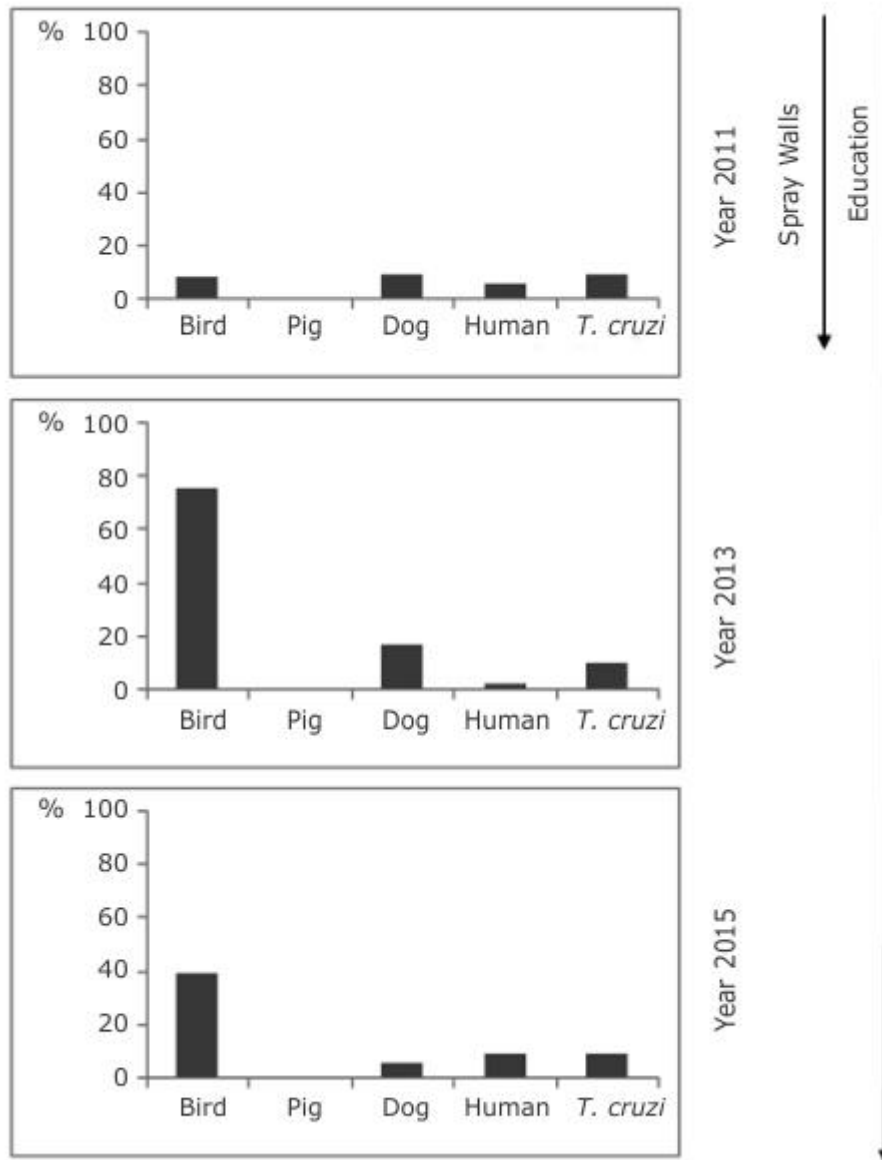 % 100
80
60
40
20
0
Bird Pig Dog Human T. cruzi
Year 2011
Spray Walls
Education
% 100
80
60
40
20
0
Bird Pig Dog Human T. cruzi
Year 2013
% 100
80
60
40
20
0
Bird Pig Dog Human T. cruzi
Year 2015